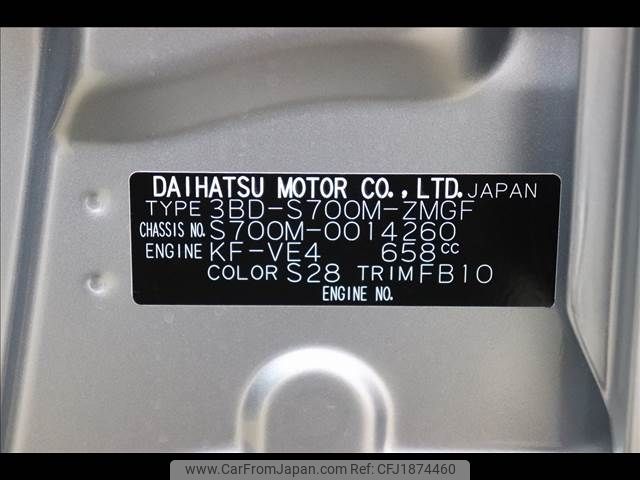 DAIHATSU MOTOR CO.,LTD. JAPAN
TYPE 3BD-S700M-ZMGF
CHASSIS NO. S700M-0014260
ENGINE KF-VE4 658cc
COLOR S28 TRIM FB10
ENGINE NO.
www.CarFromJapan.com CFJ1874460